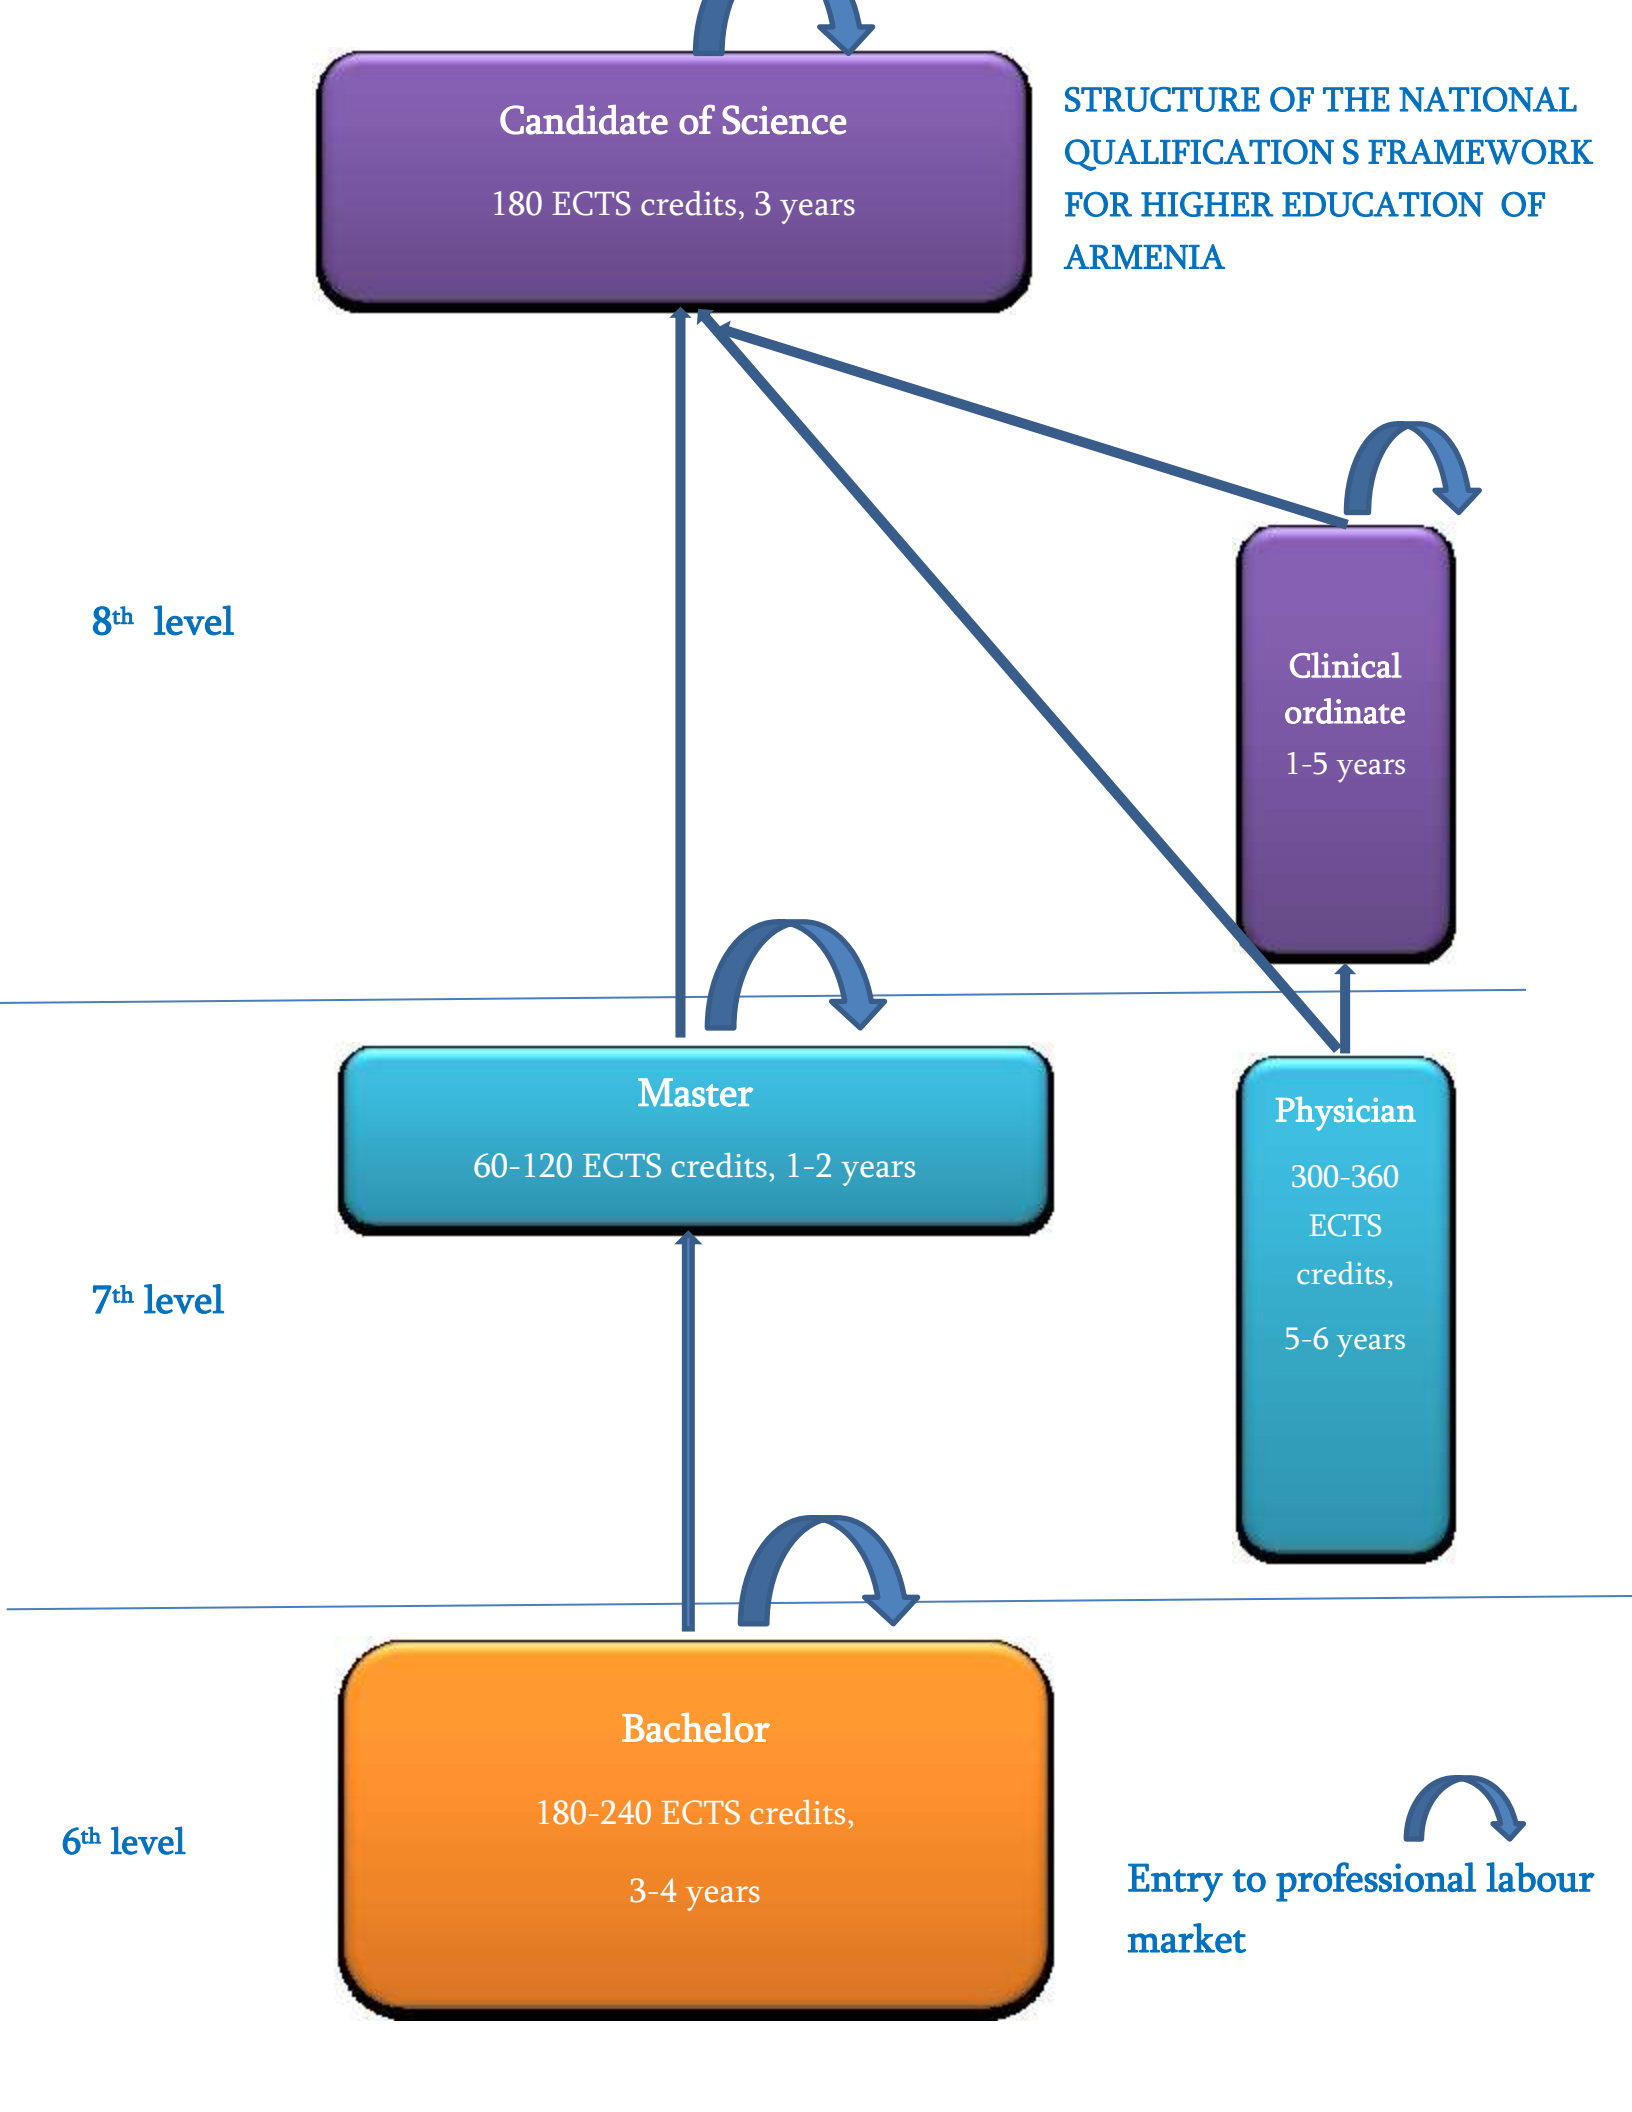 Candidate of Science
180 ECTS credits, 3 years
STRUCTURE OF THE NATIONAL
QUALIFICATION S FRAMEWORK
FOR HIGHER EDUCATION  OF
ARMENIA
8th  level
Clinical
ordinate
1-5 years
Master
60-120 ECTS credits, 1-2 years
Physician
300-360
ECTS
credits,
5-6 years
7th level
Bachelor
180-240 ECTS credits,
3-4 years
6th level
Entry to professional labour
market